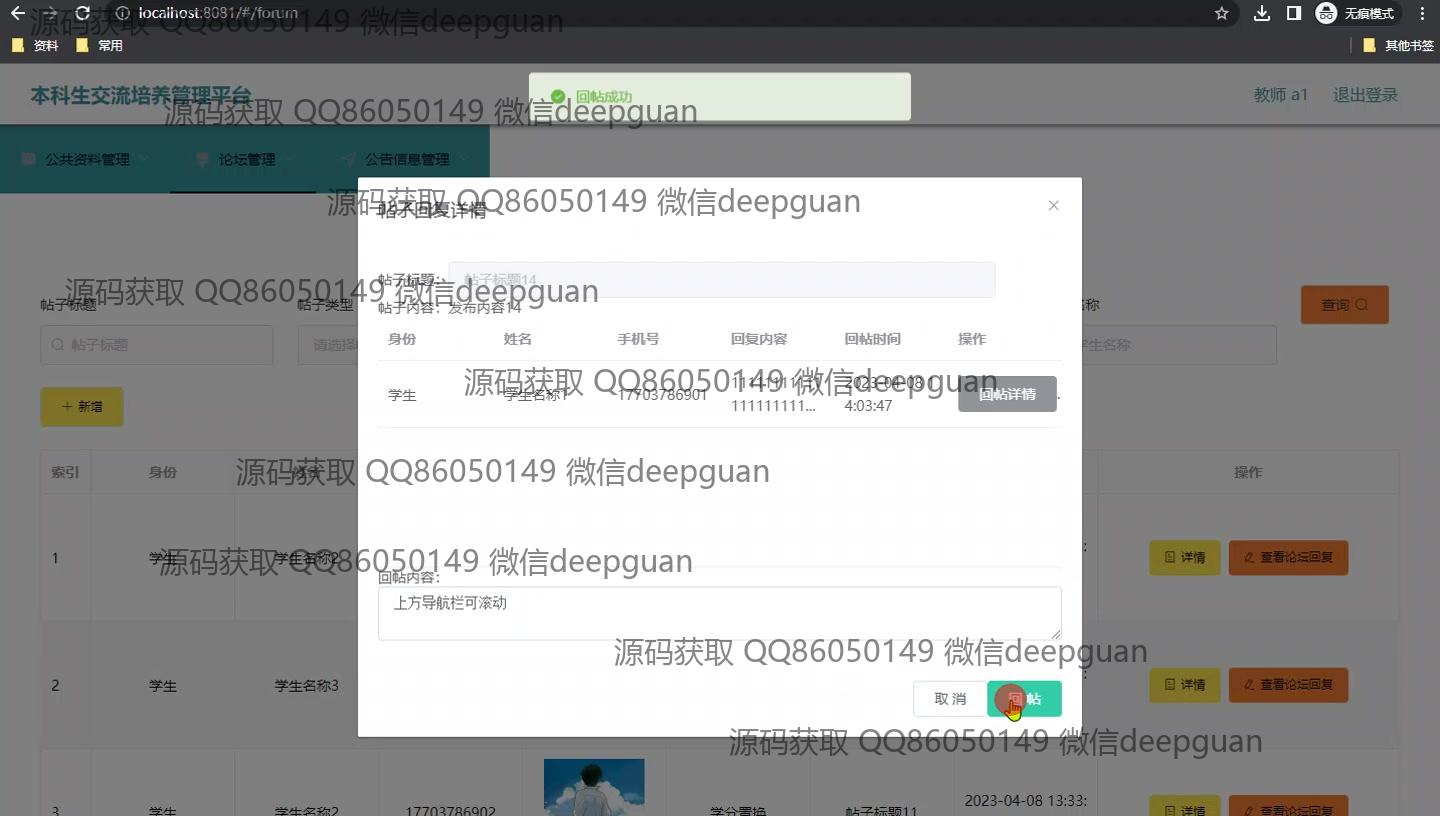 localhost:8081/#/forum
无痕模式
资料
常用
其他书签
源码获取 QQ86050149 微信deepguan
本科生交流培养管理平台
回帖成功
教师 a1
退出登录
源码获取 QQ86050149 微信deepguan
公共资料管理
论坛管理
公告信息管理
源码获取 QQ86050149 微信deepguan
帖子回复详情
帖子标题:
帖子标题14
源码获取 QQ86050149 微信deepguan
帖子标题
帖子类型
名称
查询
帖子内容：发布内容14
帖子标题
请选择
学生名称
身份
姓名
手机号
回复内容
回帖时间
操作
源码获取 QQ86050149 微信deepguan
学生
学生名称1
17703786901
111111111...
2023-04-08 1
4:03:47
回帖详情
新增
源码获取 QQ86050149 微信deepguan
索引
身份
操作
源码获取 QQ86050149 微信deepguan
1
学生
学生名称2
详情
查看论坛回复
回帖内容：
上方导航栏可滚动
源码获取 QQ86050149 微信deepguan
2
学生
学生名称3
详情
查看论坛回复
取 消
回 帖
源码获取 QQ86050149 微信deepguan
3
学生
学生名称2
17703786902
学分置换
帖子标题11
2023-04-08 13:33:
详情
查看论坛回复